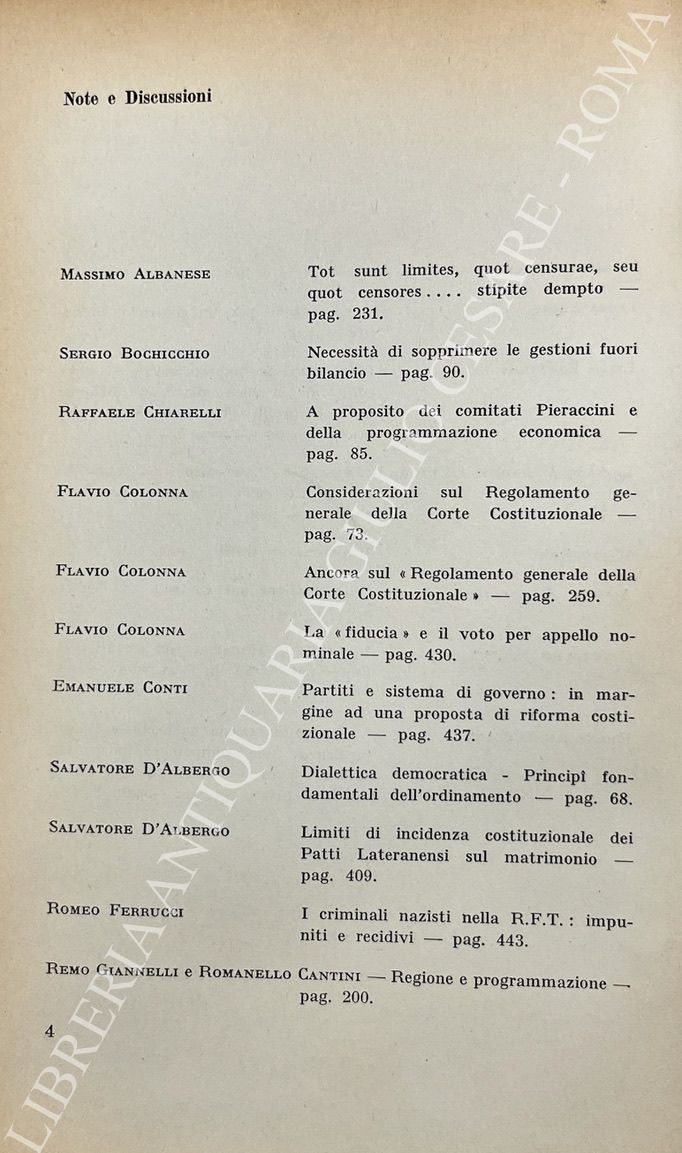 Note e Discussioni
MASSIMO ALBANESE Tot sunt limites, quot censurae, seu
quot censores .... stipite dempto —
pag. 231.
SERGIO BOCHICCHIO Necessità di sopprimere le gestioni fuori
bilancio — pag. 90.
RAFFAELE CHIARELLI A proposito dei comitati Pieraccini e
della programmazione economica —
pag. 85.
FLAVIO COLONNA Considerazioni sul Regolamento ge-
nerale della Corte Costituzionale —
pag. 73.
FLAVIO COLONNA Ancora sul « Regolamento generale della
Corte Costituzionale » — pag. 259.
FLAVIO COLONNA La « fiducia » e il voto per appello no-
minale — pag. 430.
EMANUELE CONTI Partiti e sistema di governo : in mar-
gine ad una proposta di riforma costi-
zionale — pag. 437.
SALVATORE D'ALBERGO Dialettica democratica - Principî fon-
damentali dell'ordinamento — pag. 68.
SALVATORE D'ALBERGO Limiti di incidenza costituzionale dei
Patti Lateranensi sul matrimonio —
pag. 409.
ROMEO FERRUCCI I criminali nazisti nella R.F.T. : impu-
niti e recidivi — pag. 443.
REMO GIANNELLI e ROMANELLO CANTINI — Regione e programmazione —
pag. 200.
4
LIBRERIA ANTIQUARIA GIULIO CESARE - ROMA